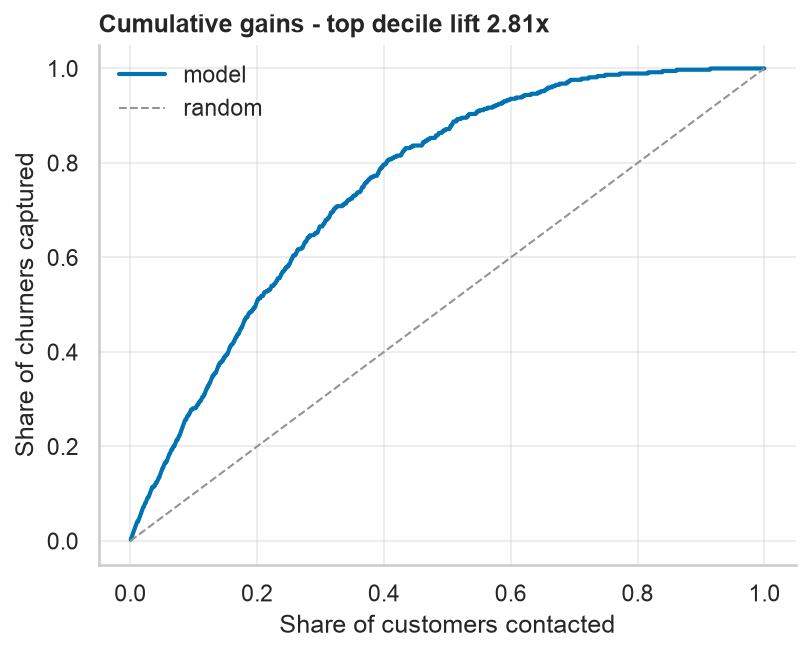 Cumulative gains - top decile lift 2.81x
model
random
Share of churners captured
1.0
0.8
0.6
0.4
0.2
0.0
0.0 0.2 0.4 0.6 0.8 1.0
Share of customers contacted